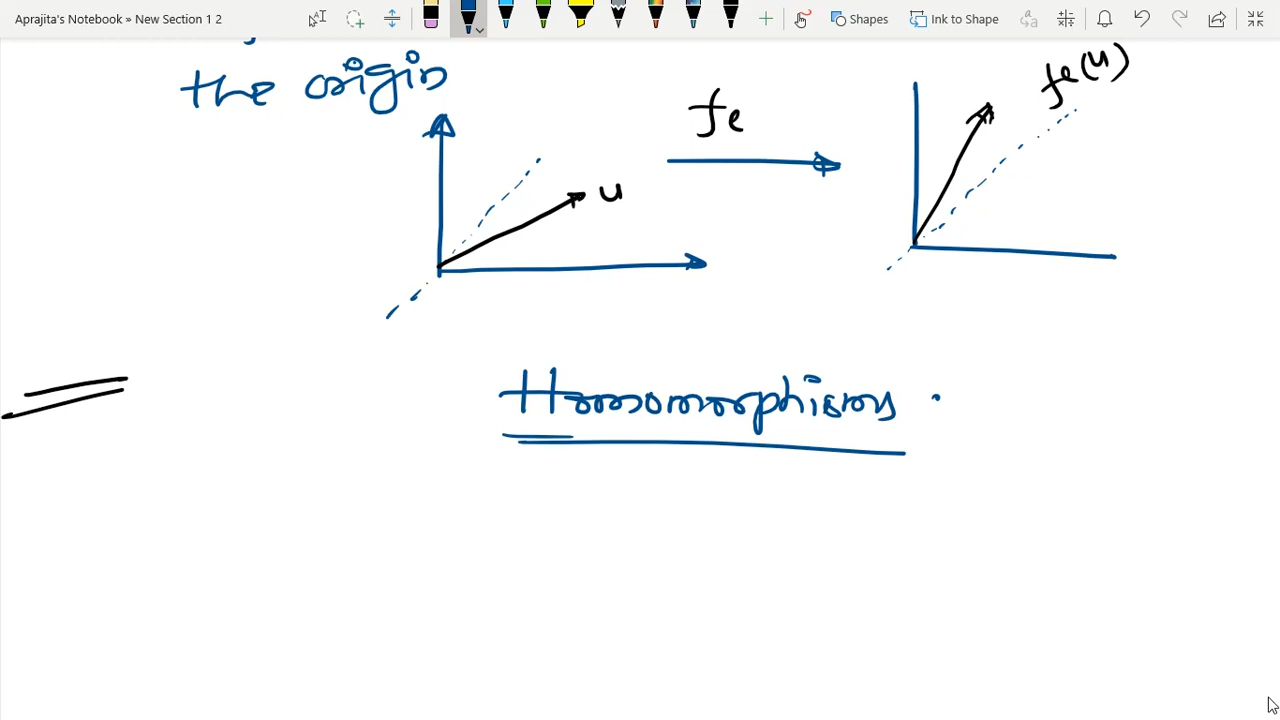 Aprajita's Notebook » New Section 1 2
Shapes
Ink to Shape
the origin
fe
fe(u)
u
Homomorphisms .